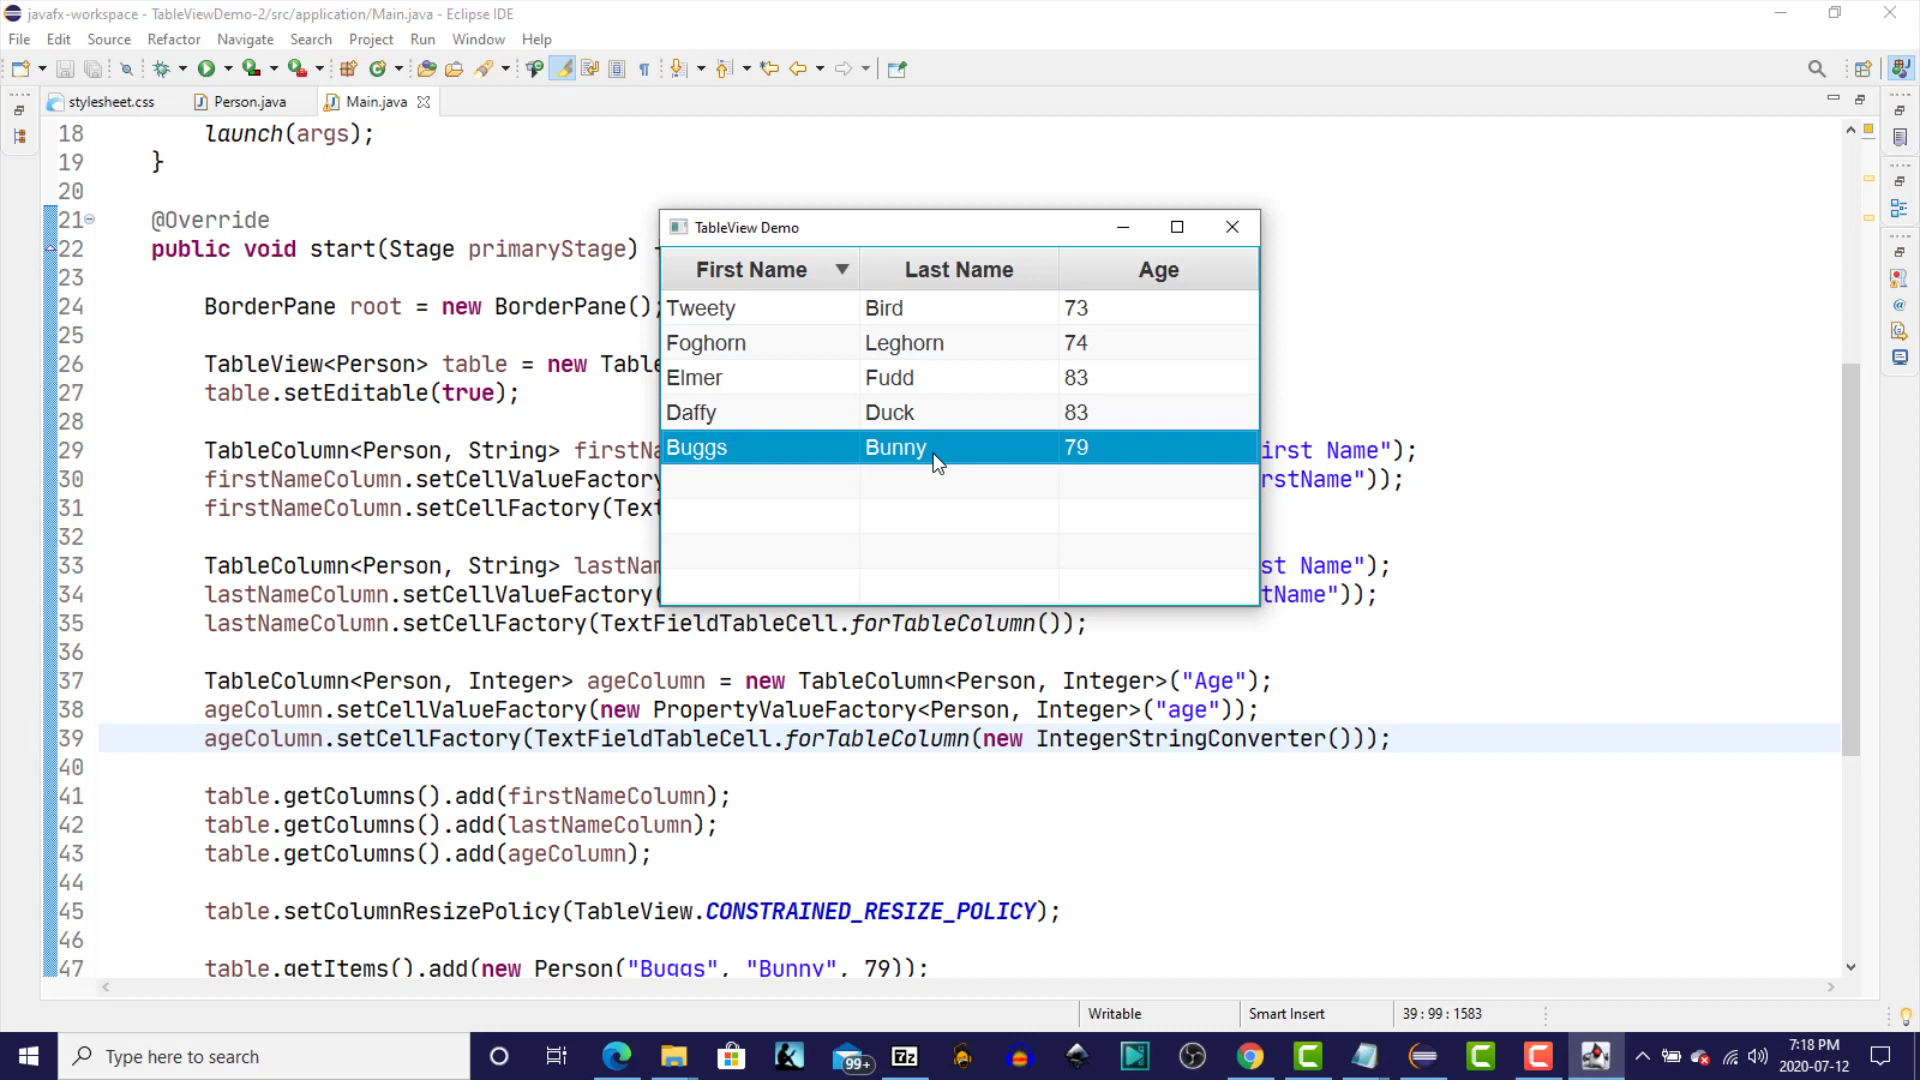 javafx-workspace - TableViewDemo-2/src/application/Main.java - Eclipse IDE
File Edit Source Refactor Navigate Search Project Run Window Help
stylesheet.css Person.java Main.java
18 launch(args);
19 }
20
21 @Override
22 public void start(Stage primaryStage)
23
24 BorderPane root = new BorderPane();
25
26 TableView<Person> table = new Table
27 table.setEditable(true);
28
29 TableColumn<Person, String> firstNa irst Name");
30 firstNameColumn.setCellValueFactory rstName"));
31 firstNameColumn.setCellFactory(Text
32
33 TableColumn<Person, String> lastNam st Name");
34 lastNameColumn.setCellValueFactory( tName"));
35 lastNameColumn.setCellFactory(TextFieldTableCell.forTableColumn());
36
37 TableColumn<Person, Integer> ageColumn = new TableColumn<Person, Integer>("Age");
38 ageColumn.setCellValueFactory(new PropertyValueFactory<Person, Integer>("age"));
39 ageColumn.setCellFactory(TextFieldTableCell.forTableColumn(new IntegerStringConverter()));
40
41 table.getColumns().add(firstNameColumn);
42 table.getColumns().add(lastNameColumn);
43 table.getColumns().add(ageColumn);
44
45 table.setColumnResizePolicy(TableView.CONSTRAINED_RESIZE_POLICY);
46
47 table.getItems().add(new Person("Buggs", "Bunny", 79));
TableView Demo
First Name Last Name Age
Tweety Bird 73
Foghorn Leghorn 74
Elmer Fudd 83
Daffy Duck 83
Buggs Bunny 79
Writable Smart Insert 39 : 99 : 1583
Type here to search
99+
7z
7:18 PM
2020-07-12